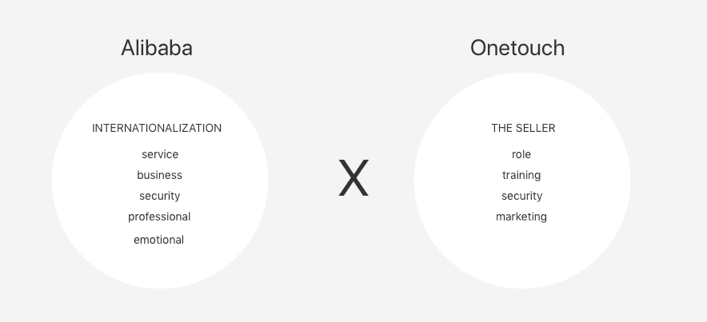 Alibaba
Onetouch
INTERNATIONALIZATION
service
business
security
professional
emotional
X
THE SELLER
role
training
security
marketing